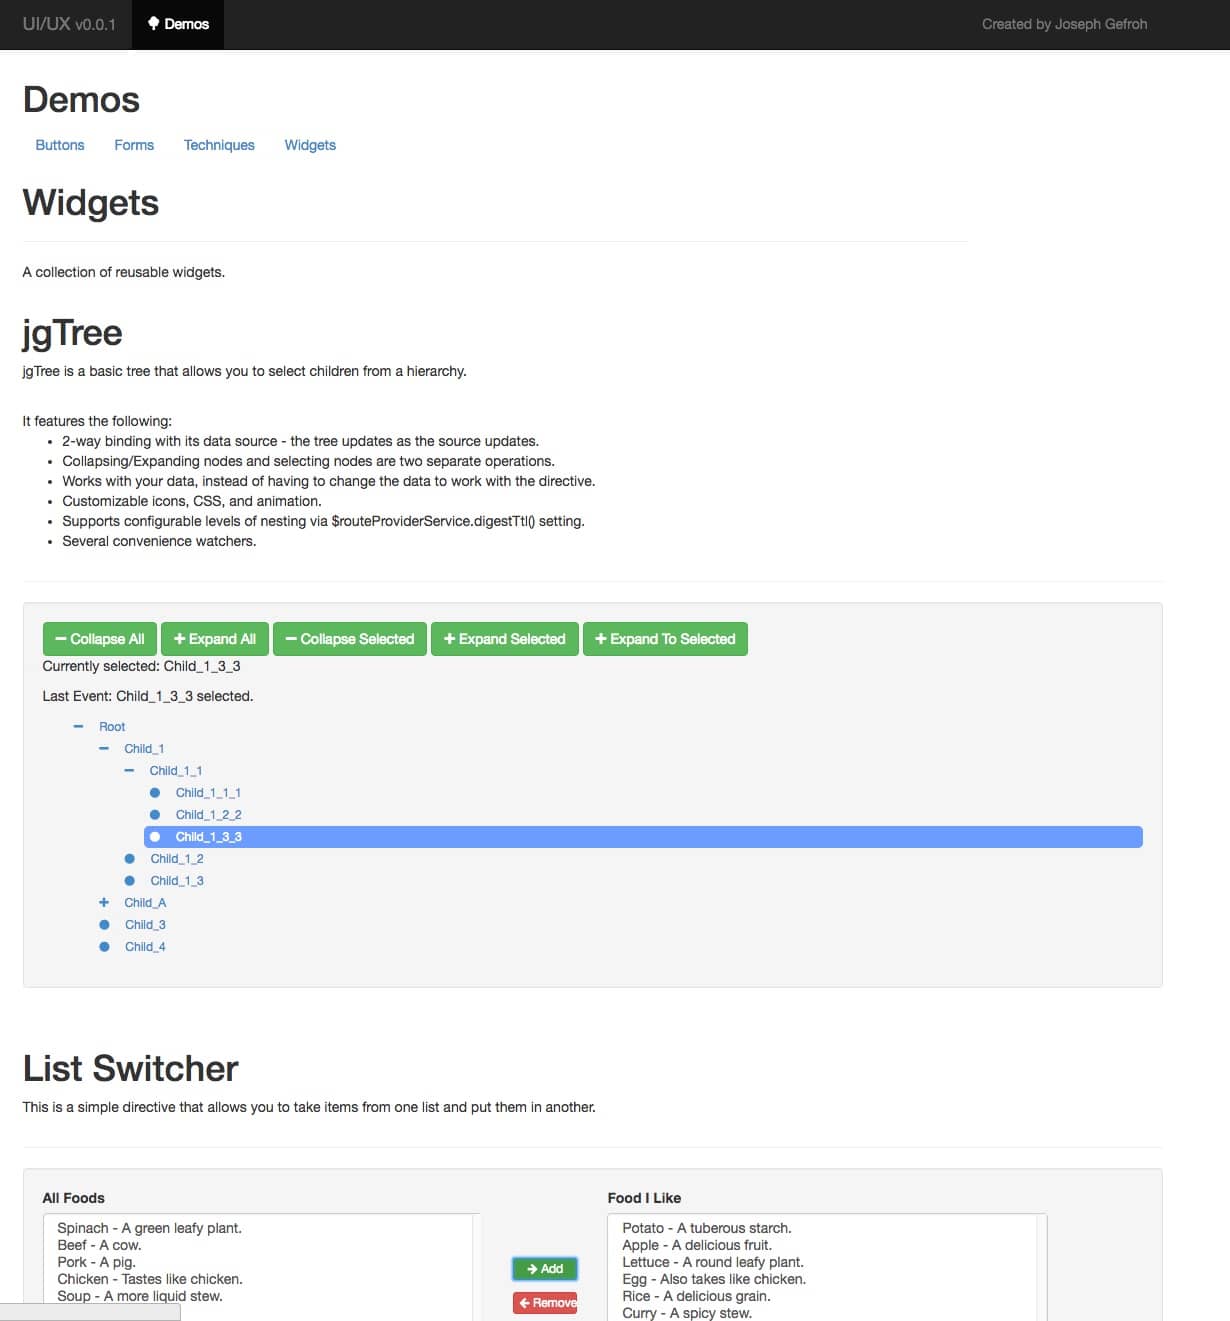 UI/UX v0.0.1 Demos Created by Joseph Gefroh
Demos
Buttons Forms Techniques Widgets
Widgets
A collection of reusable widgets.
jgTree
jgTree is a basic tree that allows you to select children from a hierarchy.
It features the following:
• 2-way binding with its data source - the tree updates as the source updates.
• Collapsing/Expanding nodes and selecting nodes are two separate operations.
• Works with your data, instead of having to change the data to work with the directive.
• Customizable icons, CSS, and animation.
• Supports configurable levels of nesting via $routeProviderService.digestTtl() setting.
• Several convenience watchers.
Collapse All Expand All Collapse Selected Expand Selected Expand To Selected
Currently selected: Child_1_3_3
Last Event: Child_1_3_3 selected.
Root
Child_1
Child_1_1
Child_1_1_1
Child_1_2_2
Child_1_3_3
Child_1_2
Child_1_3
Child_A
Child_3
Child_4
List Switcher
This is a simple directive that allows you to take items from one list and put them in another.
All Foods
Spinach - A green leafy plant.
Beef - A cow.
Pork - A pig.
Chicken - Tastes like chicken.
Soup - A more liquid stew.
Add
Remove
Food I Like
Potato - A tuberous starch.
Apple - A delicious fruit.
Lettuce - A round leafy plant.
Egg - Also takes like chicken.
Rice - A delicious grain.
Curry - A spicy stew.